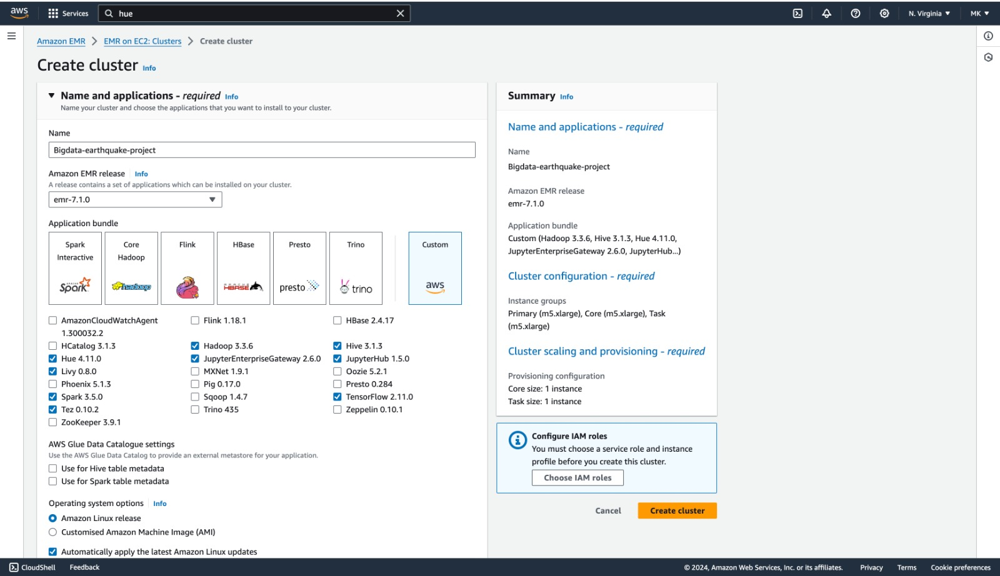 aws
Services
hue
N. Virginia ▼
MK ▼
Amazon EMR > EMR on EC2: Clusters > Create cluster
Create cluster Info
Name and applications - required Info
Name your cluster and choose the applications that you want to install to your cluster.
Name
Bigdata-earthquake-project
Amazon EMR release Info
A release contains a set of applications which can be installed on your cluster.
emr-7.1.0
Application bundle
Spark Interactive
APACHE Spark
Core Hadoop
hadoop
Flink
HBase
APACHE HBASE
Presto
presto
Trino
trino
Custom
aws
AmazonCloudWatchAgent 1.300032.2
Flink 1.18.1
HBase 2.4.17
HCatalog 3.1.3
Hadoop 3.3.6
Hive 3.1.3
Hue 4.11.0
JupyterEnterpriseGateway 2.6.0
JupyterHub 1.5.0
Livy 0.8.0
MXNet 1.9.1
Oozie 5.2.1
Phoenix 5.1.3
Pig 0.17.0
Presto 0.284
Spark 3.5.0
Sqoop 1.4.7
TensorFlow 2.11.0
Tez 0.10.2
Trino 435
Zeppelin 0.10.1
ZooKeeper 3.9.1
AWS Glue Data Catalogue settings
Use the AWS Glue Data Catalog to provide an external metastore for your application.
Use for Hive table metadata
Use for Spark table metadata
Operating system options Info
Amazon Linux release
Customised Amazon Machine Image (AMI)
Automatically apply the latest Amazon Linux updates
Summary Info
Name and applications - required
Name
Bigdata-earthquake-project
Amazon EMR release
emr-7.1.0
Application bundle
Custom (Hadoop 3.3.6, Hive 3.1.3, Hue 4.11.0,
JupyterEnterpriseGateway 2.6.0, JupyterHub...)
Cluster configuration - required
Instance groups
Primary (m5.xlarge), Core (m5.xlarge), Task
(m5.xlarge)
Cluster scaling and provisioning - required
Provisioning configuration
Core size: 1 instance
Task size: 1 instance
Configure IAM roles
You must choose a service role and instance
profile before you create this cluster.
Choose IAM roles
Cancel
Create cluster
CloudShell
Feedback
© 2024, Amazon Web Services, Inc. or its affiliates.
Privacy
Terms
Cookie preferences